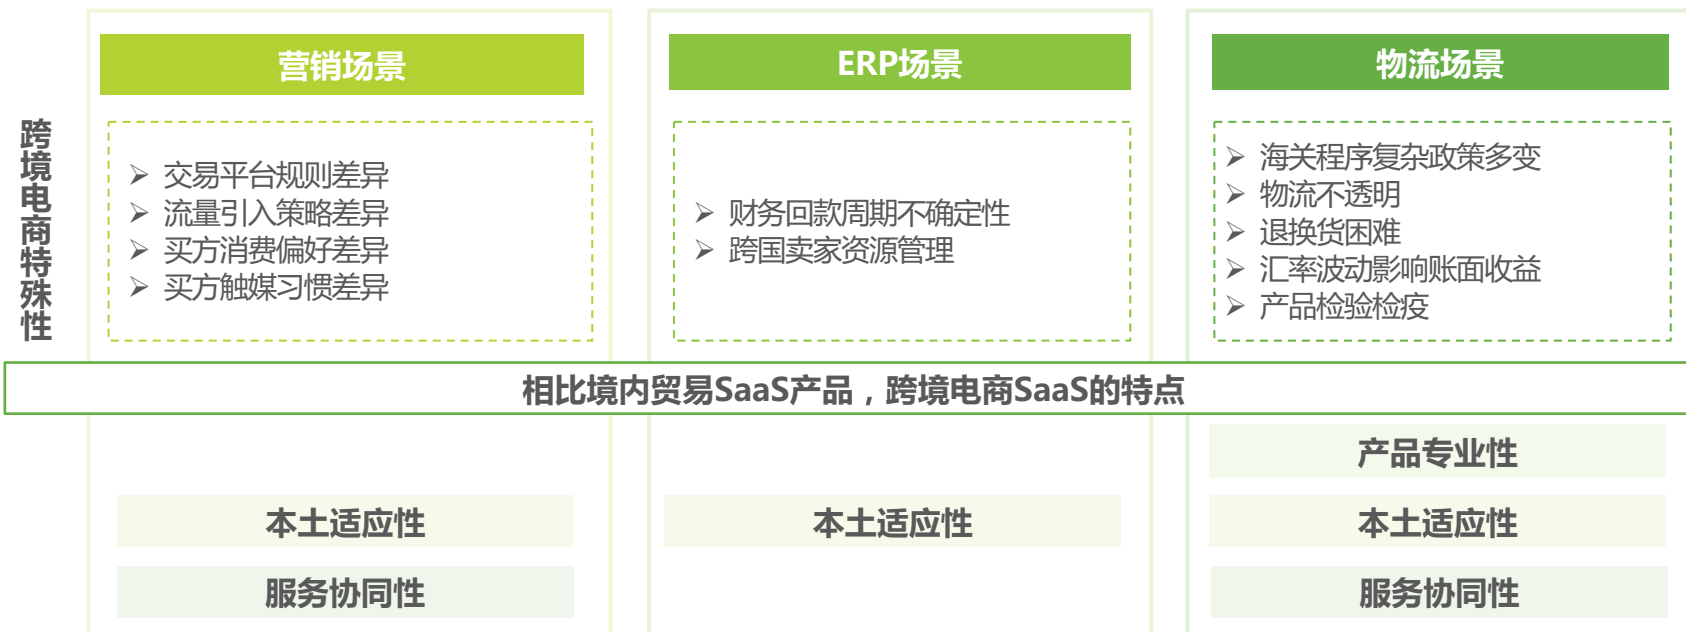 跨境电商特殊性
营销场景
交易平台规则差异
流量引入策略差异
买方消费偏好差异
买方触媒习惯差异
ERP场景
财务回款周期不确定性
跨国卖家资源管理
物流场景
海关程序复杂政策多变
物流不透明
退换货困难
汇率波动影响账面收益
产品检验检疫
相比境内贸易SaaS产品，跨境电商SaaS的特点
本土适应性
服务协同性
本土适应性
产品专业性
本土适应性
服务协同性